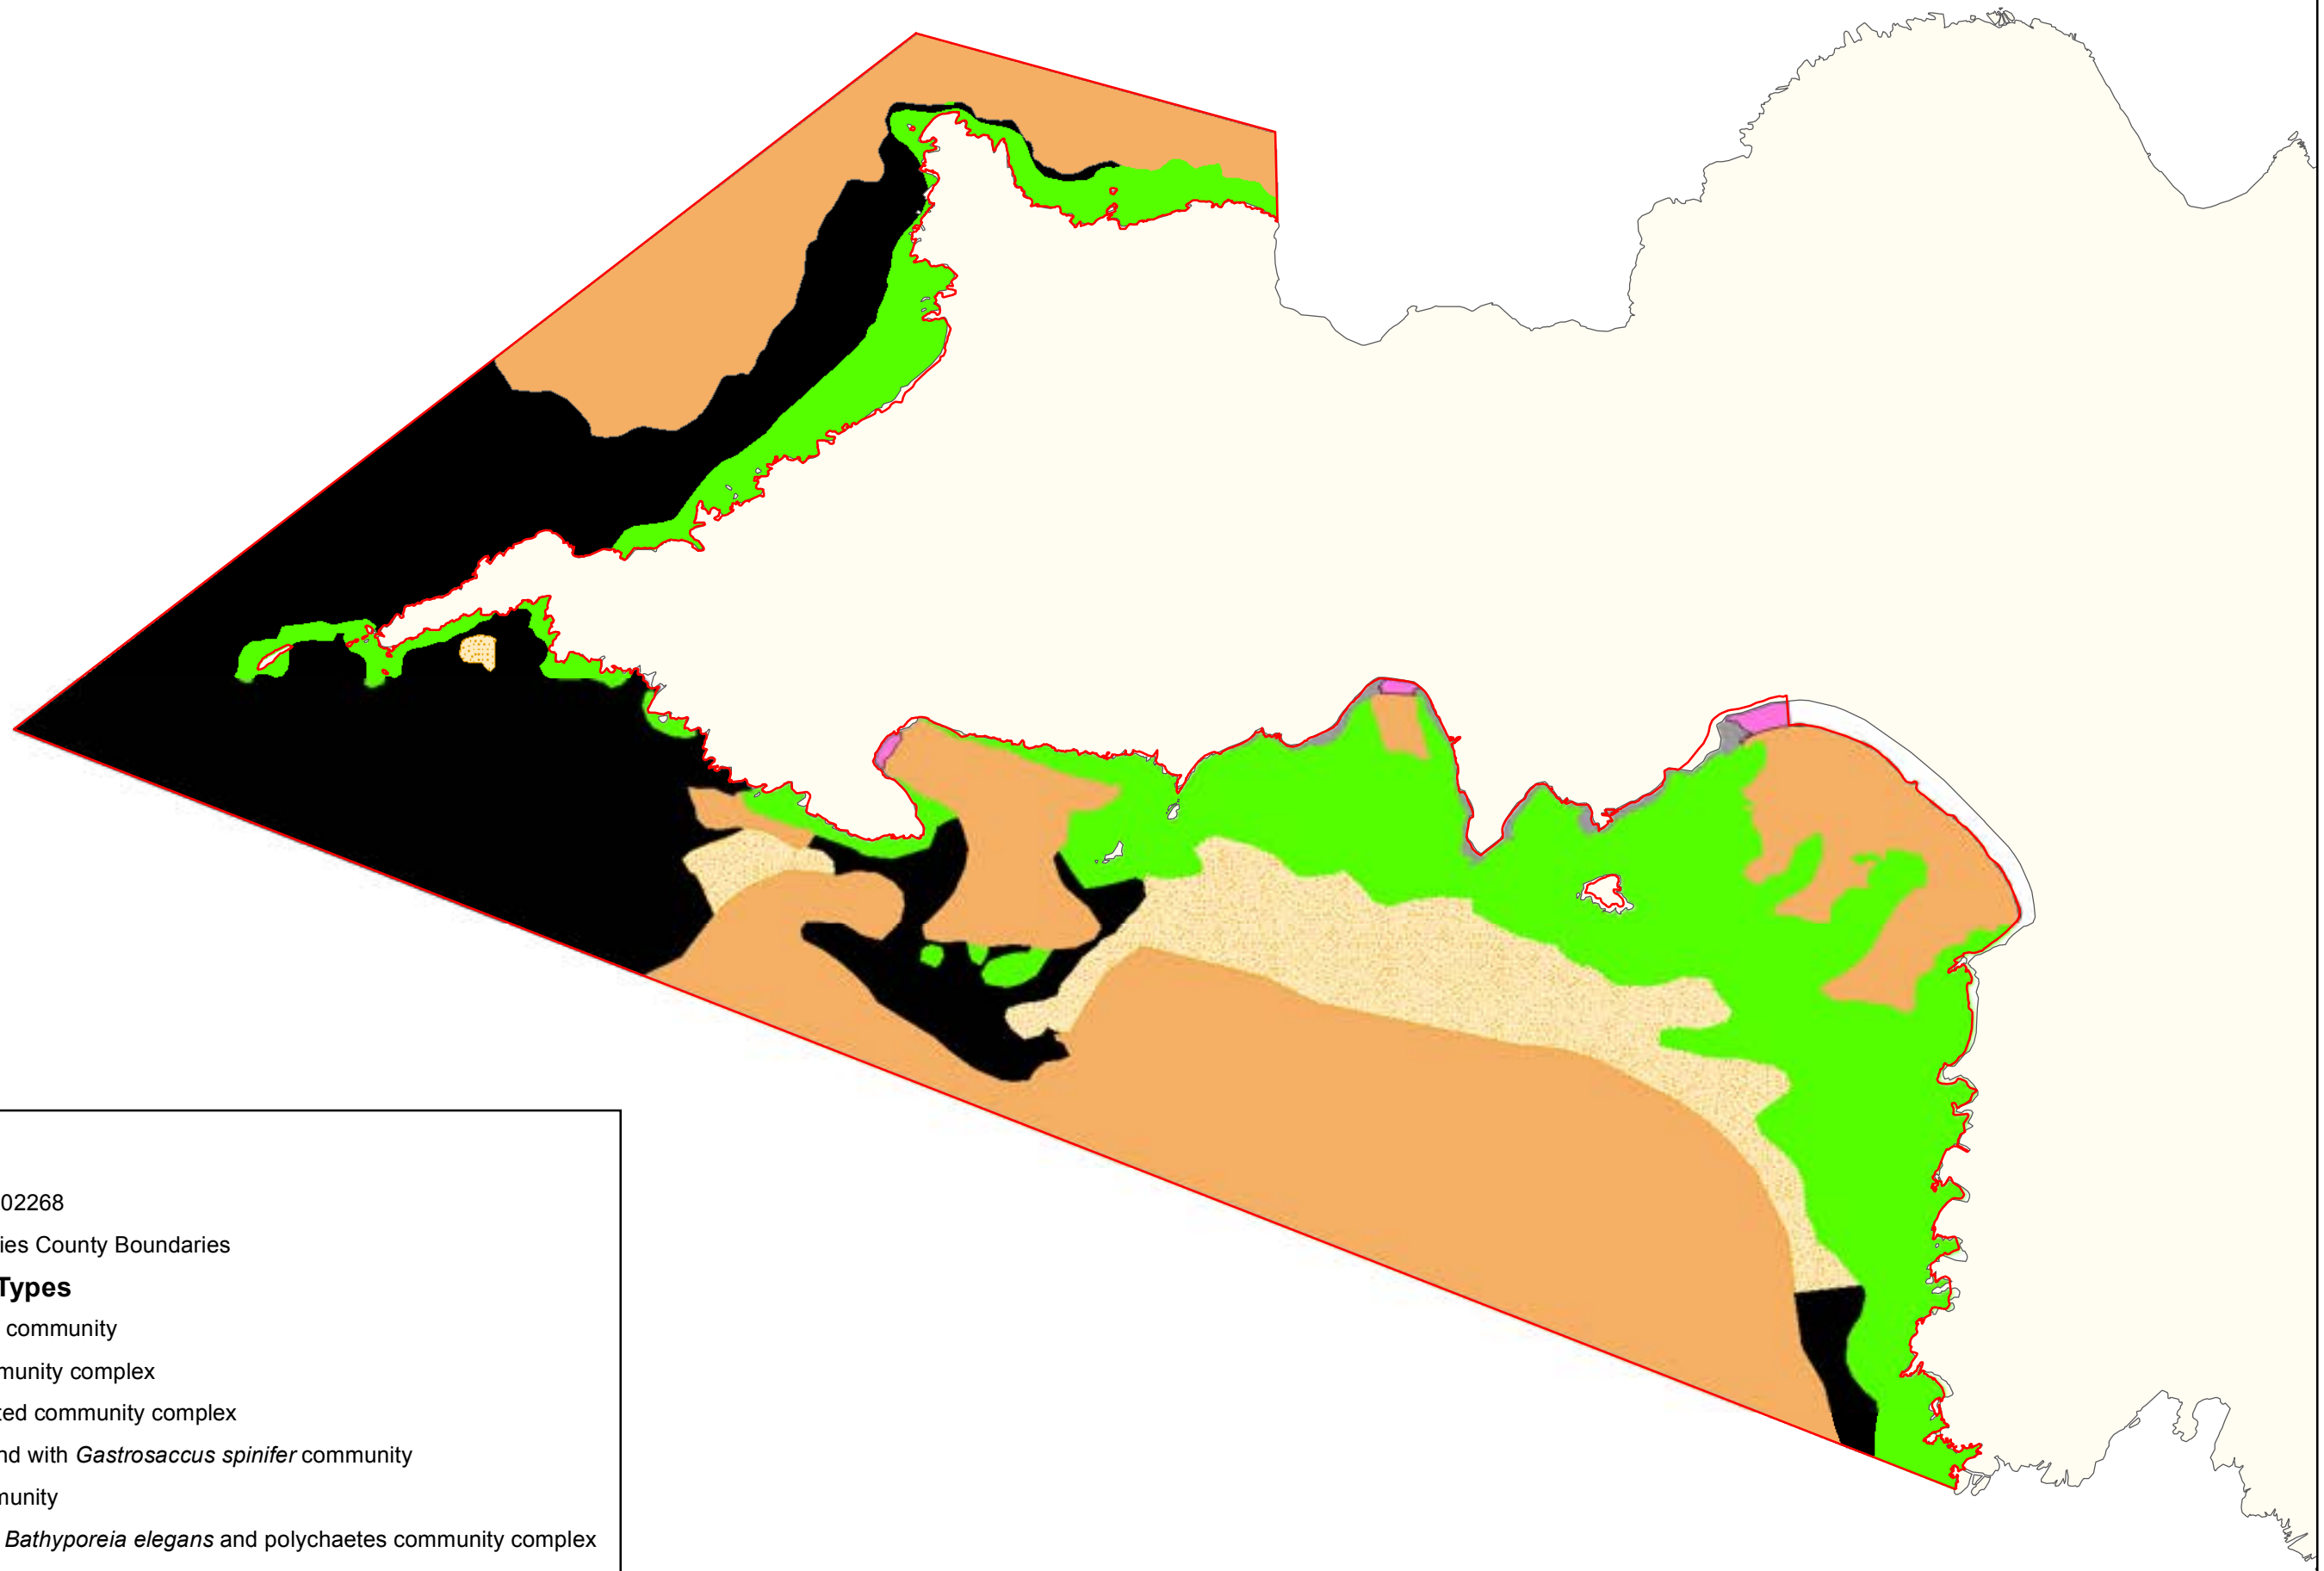 02268
ies County Boundaries
Types
community
munity complex
ted community complex
nd with Gastrosaccus spinifer community
munity
Bathyporeia elegans and polychaetes community complex